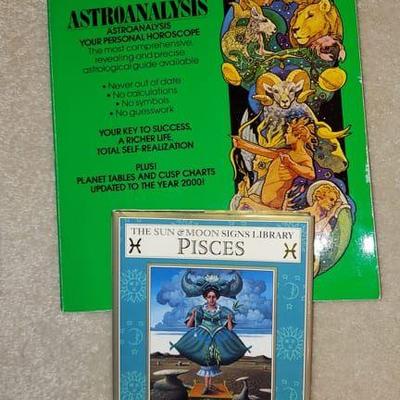 ASTROANALYSIS
ASTROANALYSIS
YOUR PERSONAL HOROSCOPE
The most comprehensive,
revealing and precise
astrological guide available
• Never out of date
• No calculations
• No symbols
• No guesswork
YOUR KEY TO SUCCESS,
A RICHER LIFE,
TOTAL SELF-REALIZATION
PLUS!
PLANET TABLES AND CUSP CHARTS
UPDATED TO THE YEAR 2000!
THE SUN & MOON SIGNS LIBRARY
♓ PISCES ♓